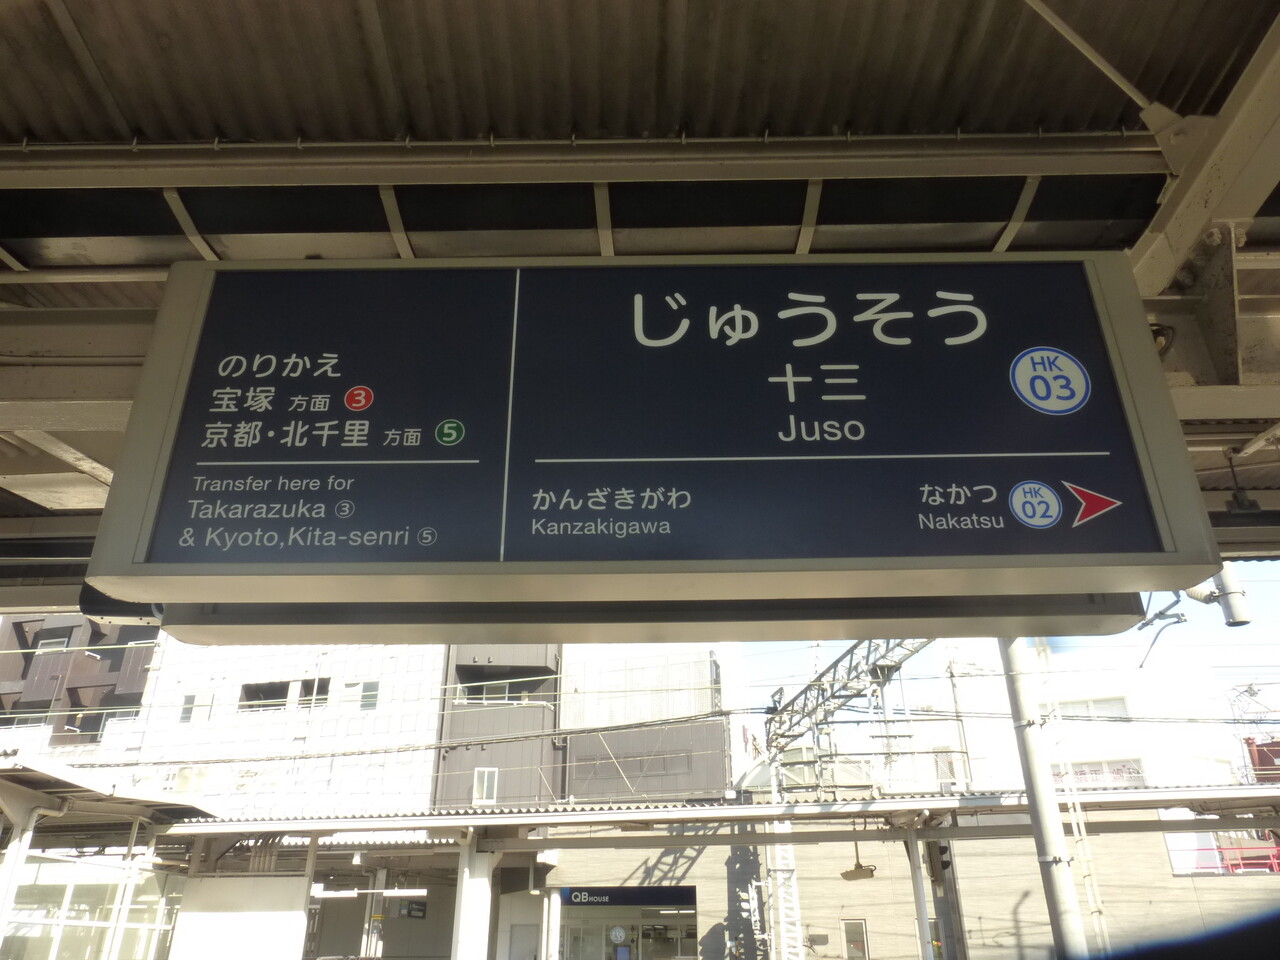 のりかえ
宝塚 方面 3
京都・北千里 方面 5
Transfer here for
Takarazuka ③
& Kyoto,Kita-senri ⑤
じゅうそう
十三
Juso
HK
03
かんざきがわ
Kanzakigawa
なかつ
Nakatsu
HK
02
QB HOUSE